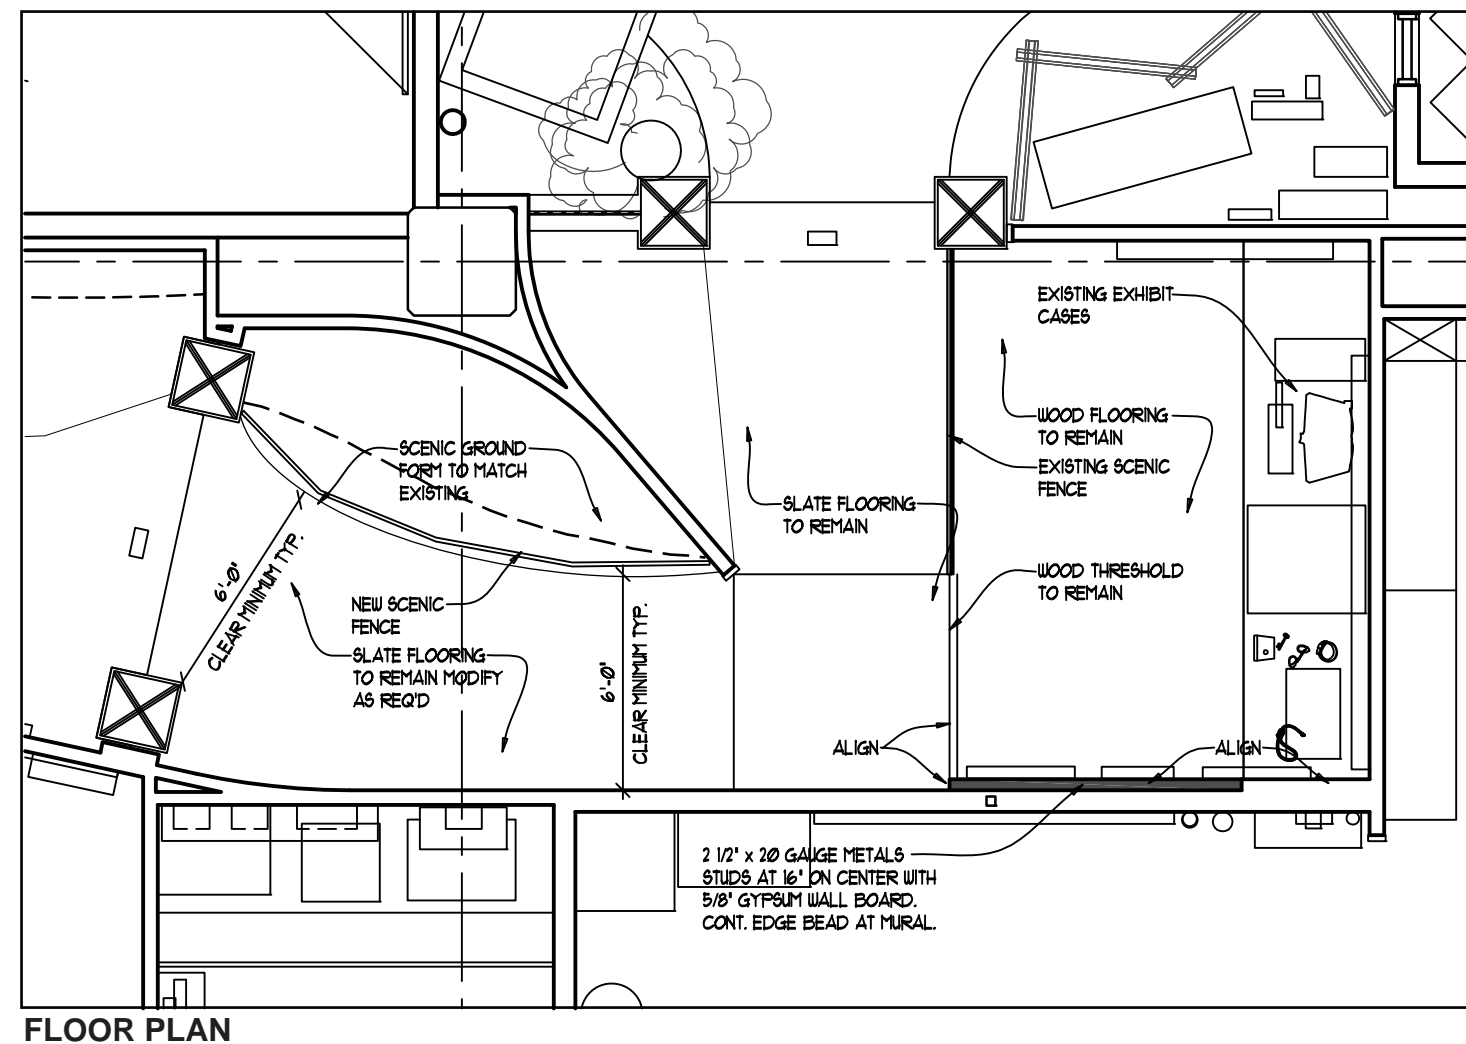 EXISTING EXHIBIT
CASES
WOOD FLOORING
TO REMAIN
EXISTING SCENIC
FENCE
SCENIC GROUND
FORM TO MATCH
EXISTING
SLATE FLOORING
TO REMAIN
6'-0"
CLEAR MINIMUM TYP.
NEW SCENIC
FENCE
SLATE FLOORING
TO REMAIN MODIFY
AS REQ'D
6'-0"
CLEAR MINIMUM TYP.
WOOD THRESHOLD
TO REMAIN
ALIGN
ALIGN
2 1/2" x 20 GAUGE METALS
STUDS AT 16" ON CENTER WITH
5/8" GYPSUM WALL BOARD.
CONT. EDGE BEAD AT MURAL.
FLOOR PLAN